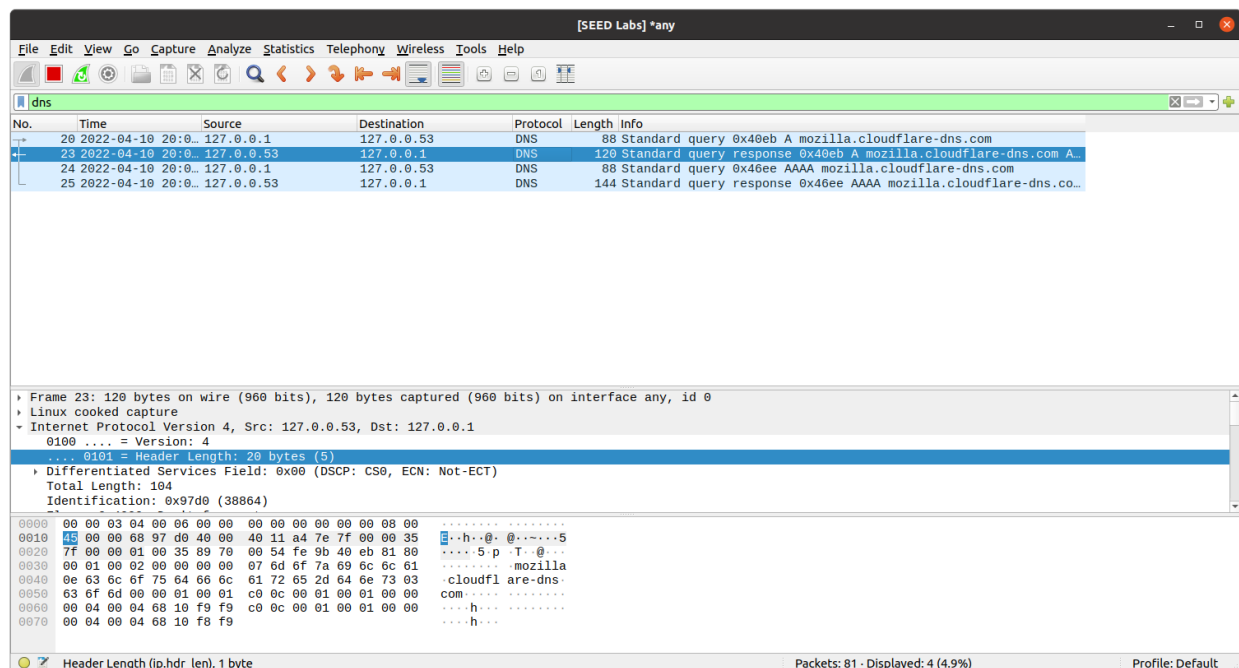 [SEED Labs] *any
File Edit View Go Capture Analyze Statistics Telephony Wireless Tools Help
dns
No. Time Source Destination Protocol Length Info
20 2022-04-10 20:0… 127.0.0.1 127.0.0.53 DNS 88 Standard query 0x40eb A mozilla.cloudflare-dns.com
23 2022-04-10 20:0… 127.0.0.53 127.0.0.1 DNS 120 Standard query response 0x40eb A mozilla.cloudflare-dns.com A…
24 2022-04-10 20:0… 127.0.0.1 127.0.0.53 DNS 88 Standard query 0x46ee AAAA mozilla.cloudflare-dns.com
25 2022-04-10 20:0… 127.0.0.53 127.0.0.1 DNS 144 Standard query response 0x46ee AAAA mozilla.cloudflare-dns.co…
Frame 23: 120 bytes on wire (960 bits), 120 bytes captured (960 bits) on interface any, id 0
Linux cooked capture
Internet Protocol Version 4, Src: 127.0.0.53, Dst: 127.0.0.1
0100 .... = Version: 4
.... 0101 = Header Length: 20 bytes (5)
Differentiated Services Field: 0x00 (DSCP: CS0, ECN: Not-ECT)
Total Length: 104
Identification: 0x97d0 (38864)
0000 00 00 03 04 00 06 00 00 00 00 00 00 00 00 08 00 ········ ········
0010 45 00 00 68 97 d0 40 00 40 11 a4 7e 7f 00 00 35 E··h··@· @··~···5
0020 7f 00 00 01 00 35 89 70 00 54 fe 9b 40 eb 81 80 ·····5·p ·T··@···
0030 00 01 00 02 00 00 00 00 07 6d 6f 7a 69 6c 6c 61 ········ ·mozilla
0040 0e 63 6c 6f 75 64 66 6c 61 72 65 2d 64 6e 73 03 ·cloudfl are-dns·
0050 63 6f 6d 00 00 01 00 01 c0 0c 00 01 00 01 00 00 com····· ········
0060 00 04 00 04 68 10 f9 f9 c0 0c 00 01 00 01 00 00 ····h··· ········
0070 00 04 00 04 68 10 f8 f9 ····h···
Header Length (ip.hdr_len), 1 byte Packets: 81 · Displayed: 4 (4.9%) Profile: Default